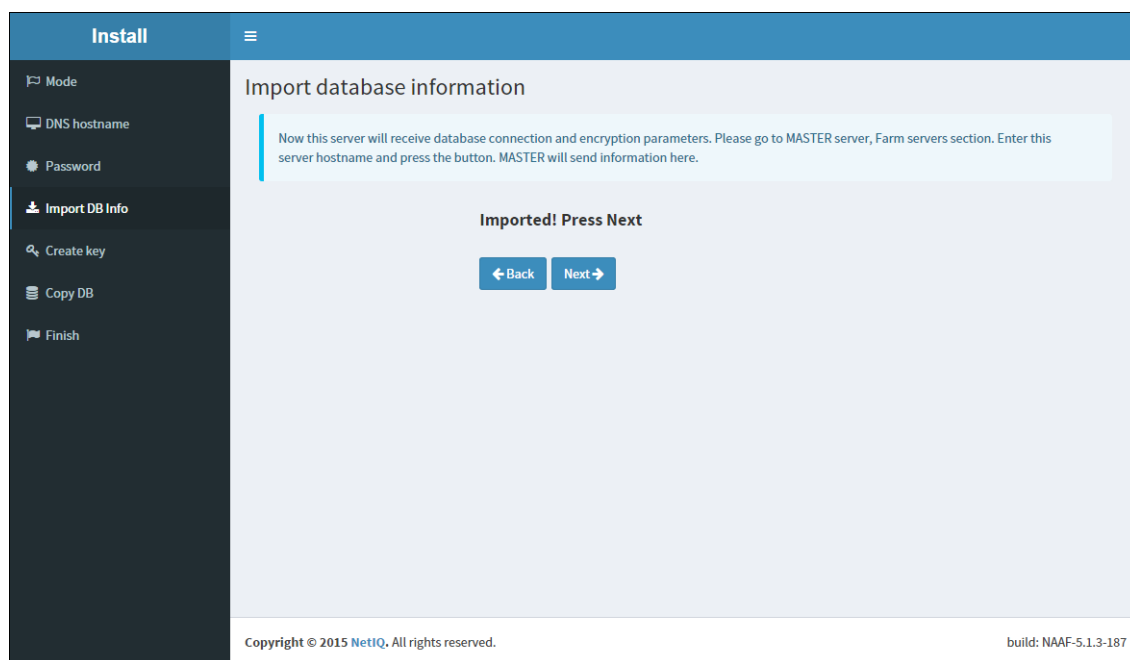 Install
Mode
DNS hostname
Password
Import DB Info
Create key
Copy DB
Finish
Import database information
Now this server will receive database connection and encryption parameters. Please go to MASTER server, Farm servers section. Enter this
server hostname and press the button. MASTER will send information here.
Imported! Press Next
Back Next
Copyright © 2015 NetIQ. All rights reserved. build: NAAF-5.1.3-187